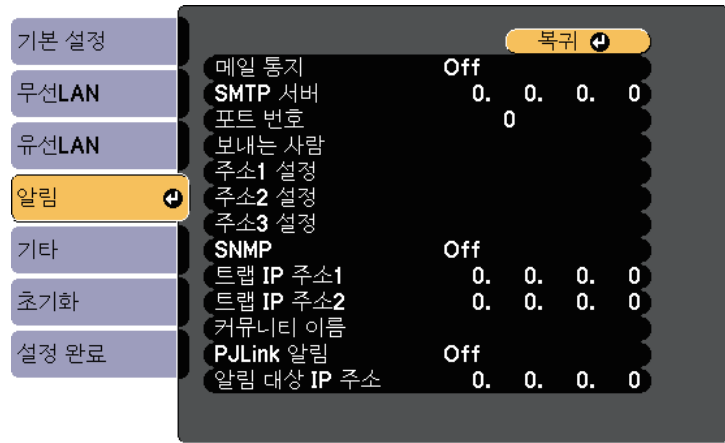 기본 설정
무선LAN
유선LAN
알림
기타
초기화
설정 완료
복귀
메일 통지 Off
SMTP 서버 0. 0. 0. 0
포트 번호 0
보내는 사람
주소1 설정
주소2 설정
주소3 설정
SNMP Off
트랩 IP 주소1 0. 0. 0. 0
트랩 IP 주소2 0. 0. 0. 0
커뮤니티 이름
PJLink 알림 Off
알림 대상 IP 주소 0. 0. 0. 0